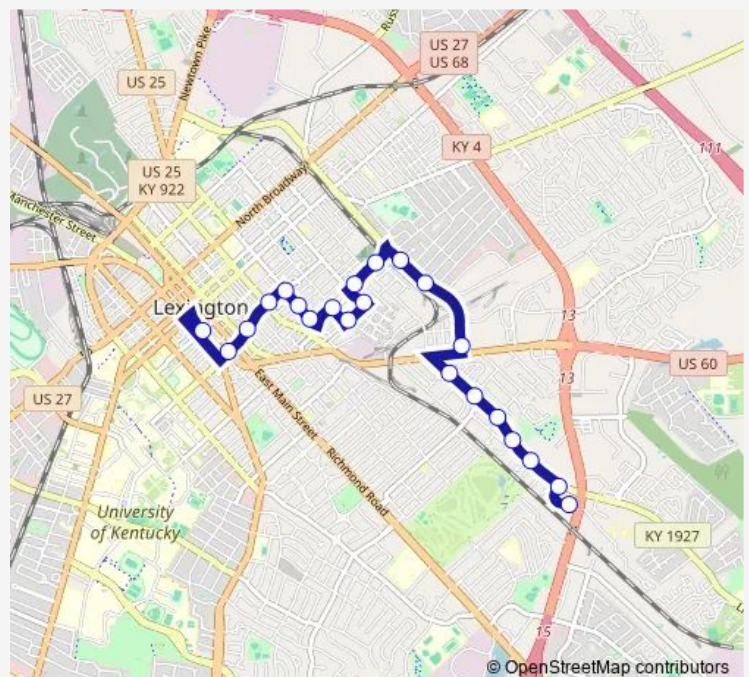 US 27
US 68
US 25
Newtown Pike
KY 4
111
US 25
KY 922
North Broadway
Manchester Street
13
13
US 60
US 27
East Main Street
Richmond Road
University
of Kentucky
KY 1927
15
© OpenStreetMap contributors